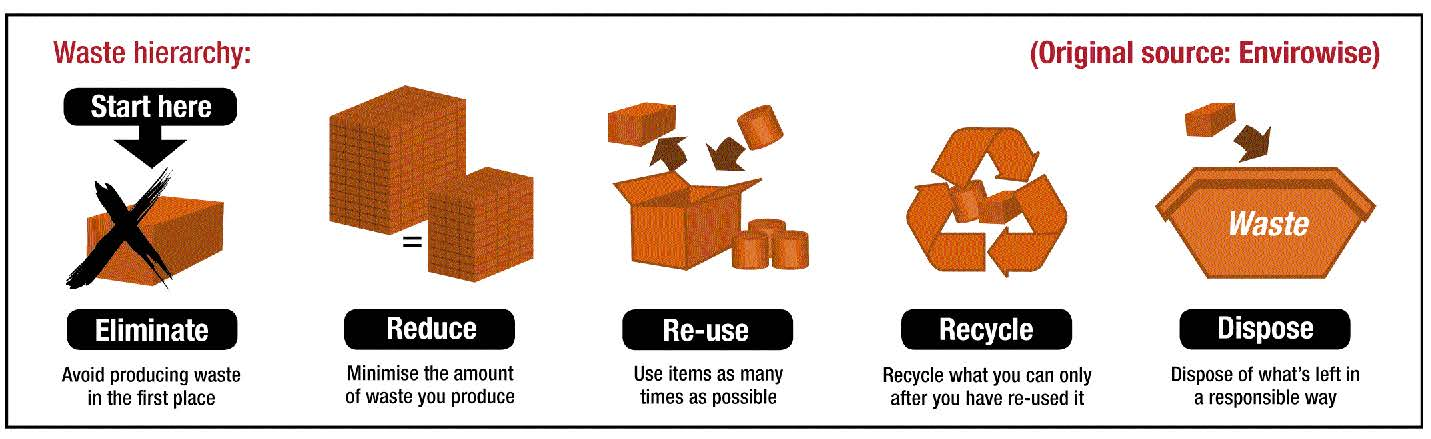 Waste hierarchy:
(Original source: Envirowise)
Start here
=
Waste
Eliminate
Avoid producing waste
in the first place
Reduce
Minimise the amount
of waste you produce
Re-use
Use items as many
times as possible
Recycle
Recycle what you can only
after you have re-used it
Dispose
Dispose of what's left in
a responsible way